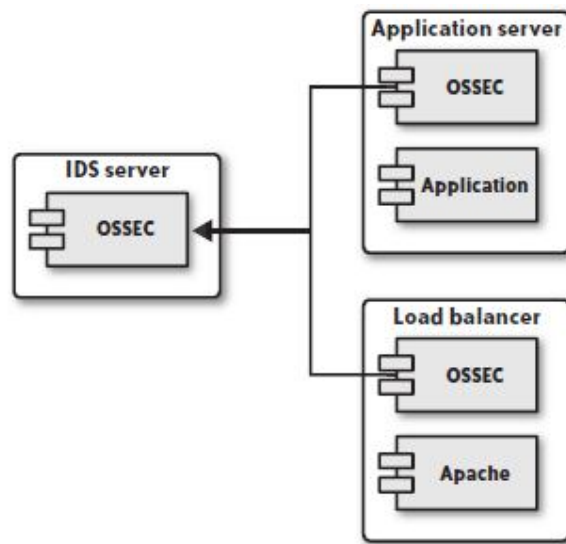 Application server
OSSEC
Application
IDS server
OSSEC
Load balancer
OSSEC
Apache